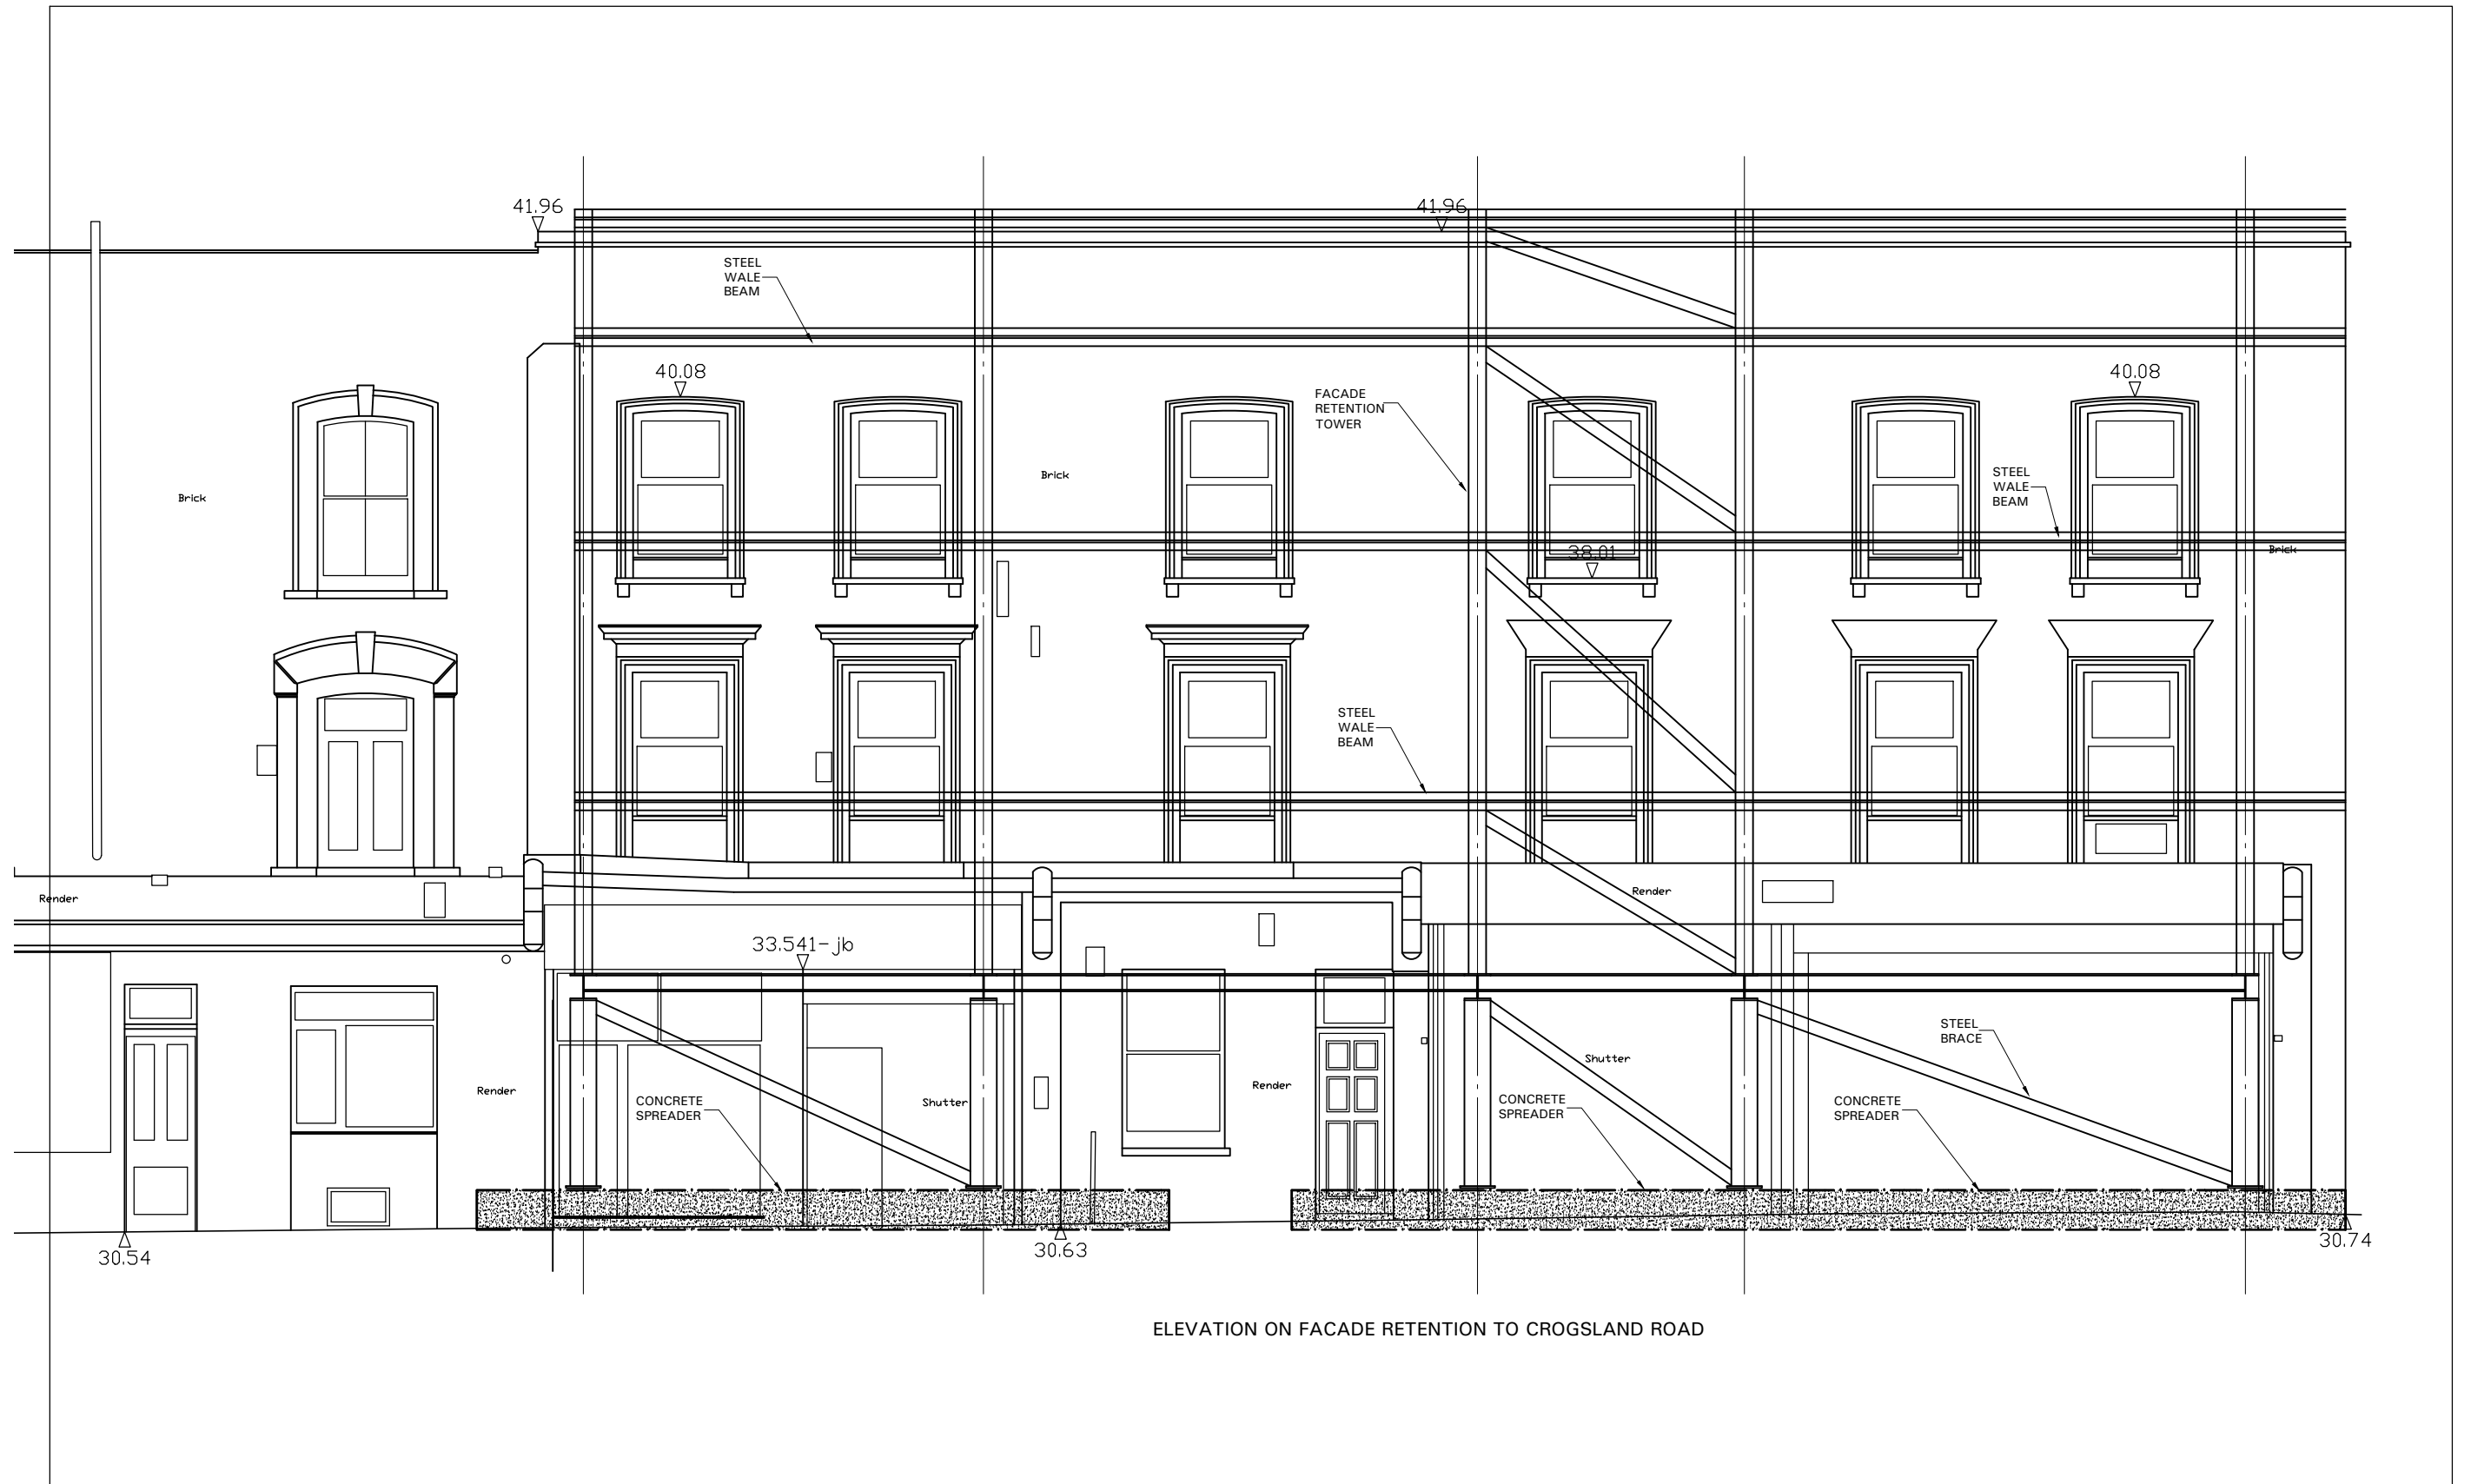 41.96
41.96
STEEL
WALE
BEAM
40.08
40.08
FACADE
RETENTION
TOWER
Brick
Brick
STEEL
WALE
BEAM
Brick
38.01
STEEL
WALE
BEAM
Render
Render
33.541-jb
STEEL
BRACE
Shutter
Render
Render
Shutter
CONCRETE
SPREADER
CONCRETE
SPREADER
CONCRETE
SPREADER
30.54
30.63
30.74
ELEVATION ON FACADE RETENTION TO CROGSLAND ROAD